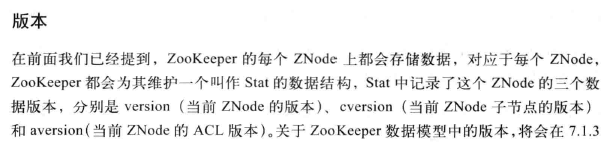 版本
在前面我们已经提到，ZooKeeper 的每个 ZNode 上都会存储数据，对应于每个 ZNode，
ZooKeeper 都会为其维护一个叫作 Stat 的数据结构，Stat 中记录了这个 ZNode 的三个数
据版本，分别是 version（当前 ZNode 的版本）、cversion（当前 ZNode 子节点的版本）
和 aversion(当前 ZNode 的 ACL 版本)。关于 ZooKeeper 数据模型中的版本，将会在 7.1.3